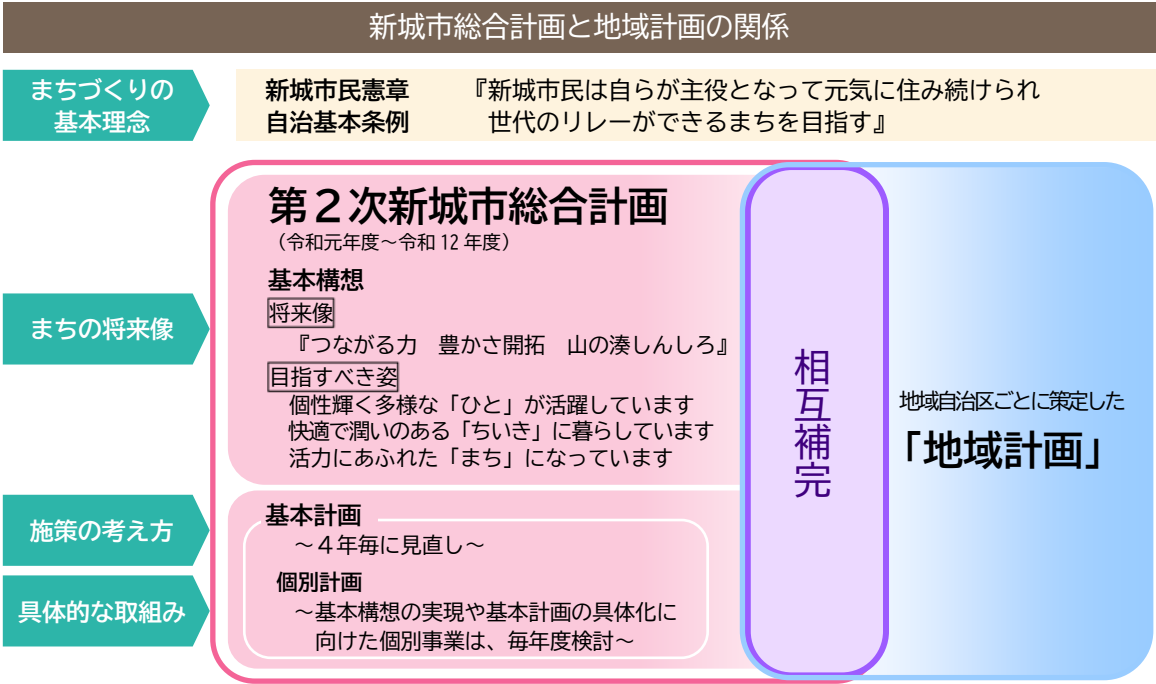 新城市総合計画と地域計画の関係
まちづくりの
基本理念
新城市民憲章 『新城市民は自らが主役となって元気に住み続けられ
自治基本条例 世代のリレーができるまちを目指す』
まちの将来像
第2次新城市総合計画
（令和元年度～令和12年度）
基本構想
将来像
『つながる力 豊かさ開拓 山の湊しんしろ』
目指すべき姿
個性輝く多様な「ひと」が活躍しています
快適で潤いのある「ちいき」に暮らしています
活力にあふれた「まち」になっています
施策の考え方
基本計画
～４年毎に見直し～
具体的な取組み
個別計画
～基本構想の実現や基本計画の具体化に
向けた個別事業は、毎年度検討～
相互補完
地域自治区ごとに策定した
「地域計画」